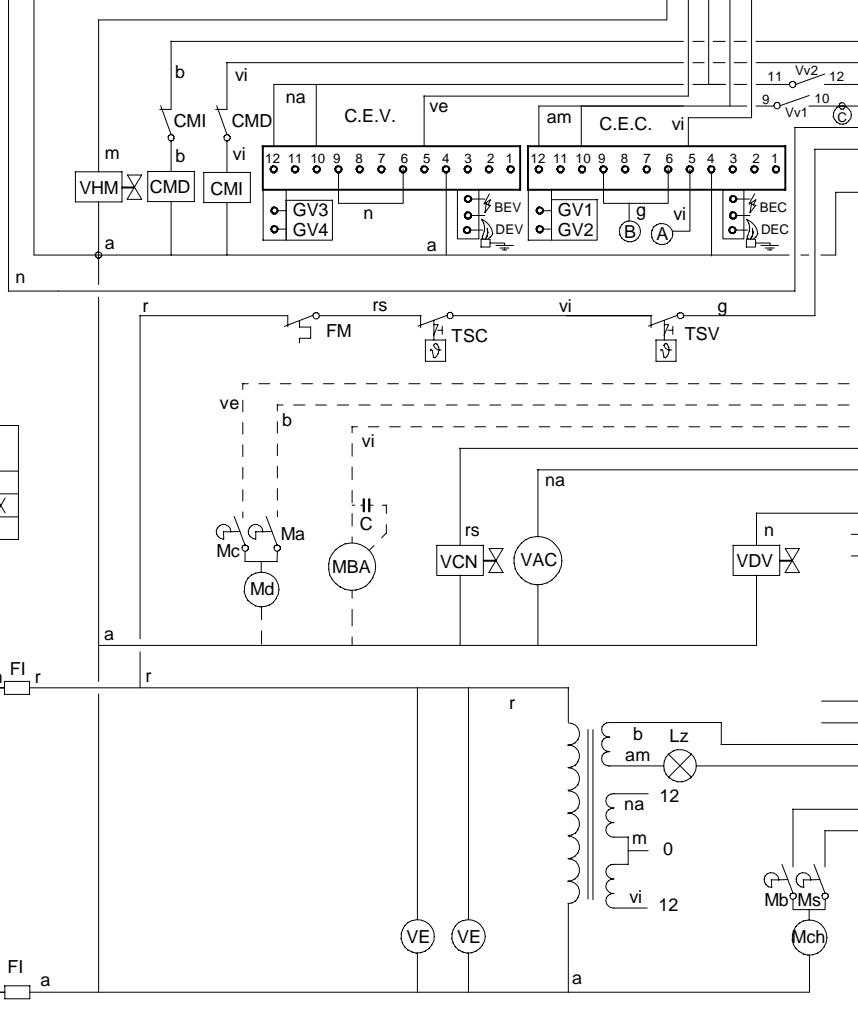 b
vi
11 Vv2 12
na
ve
9 Vv1 10
C
CMI
CMD
C.E.V.
am
C.E.C.
vi
m
b
vi
12 11 10 9 8 7 6 5 4 3 2 1
12 11 10 9 8 7 6 5 4 3 2 1
VHM
CMD
CMI
GV3
GV4
n
BEV
DEV
GV1
GV2
g
B
A
vi
BEC
DEC
a
a
n
r
rs
vi
g
FM
TSC
TSV
ϑ
ϑ
ve
b
vi
na
X
C
rs
n
Mc
Ma
MBA
VCN
VAC
VDV
Md
a
FI
r
r
r
b
Lz
am
na
12
m
0
vi
12
Mb
Ms
VE
VE
Mch
FI
a
a